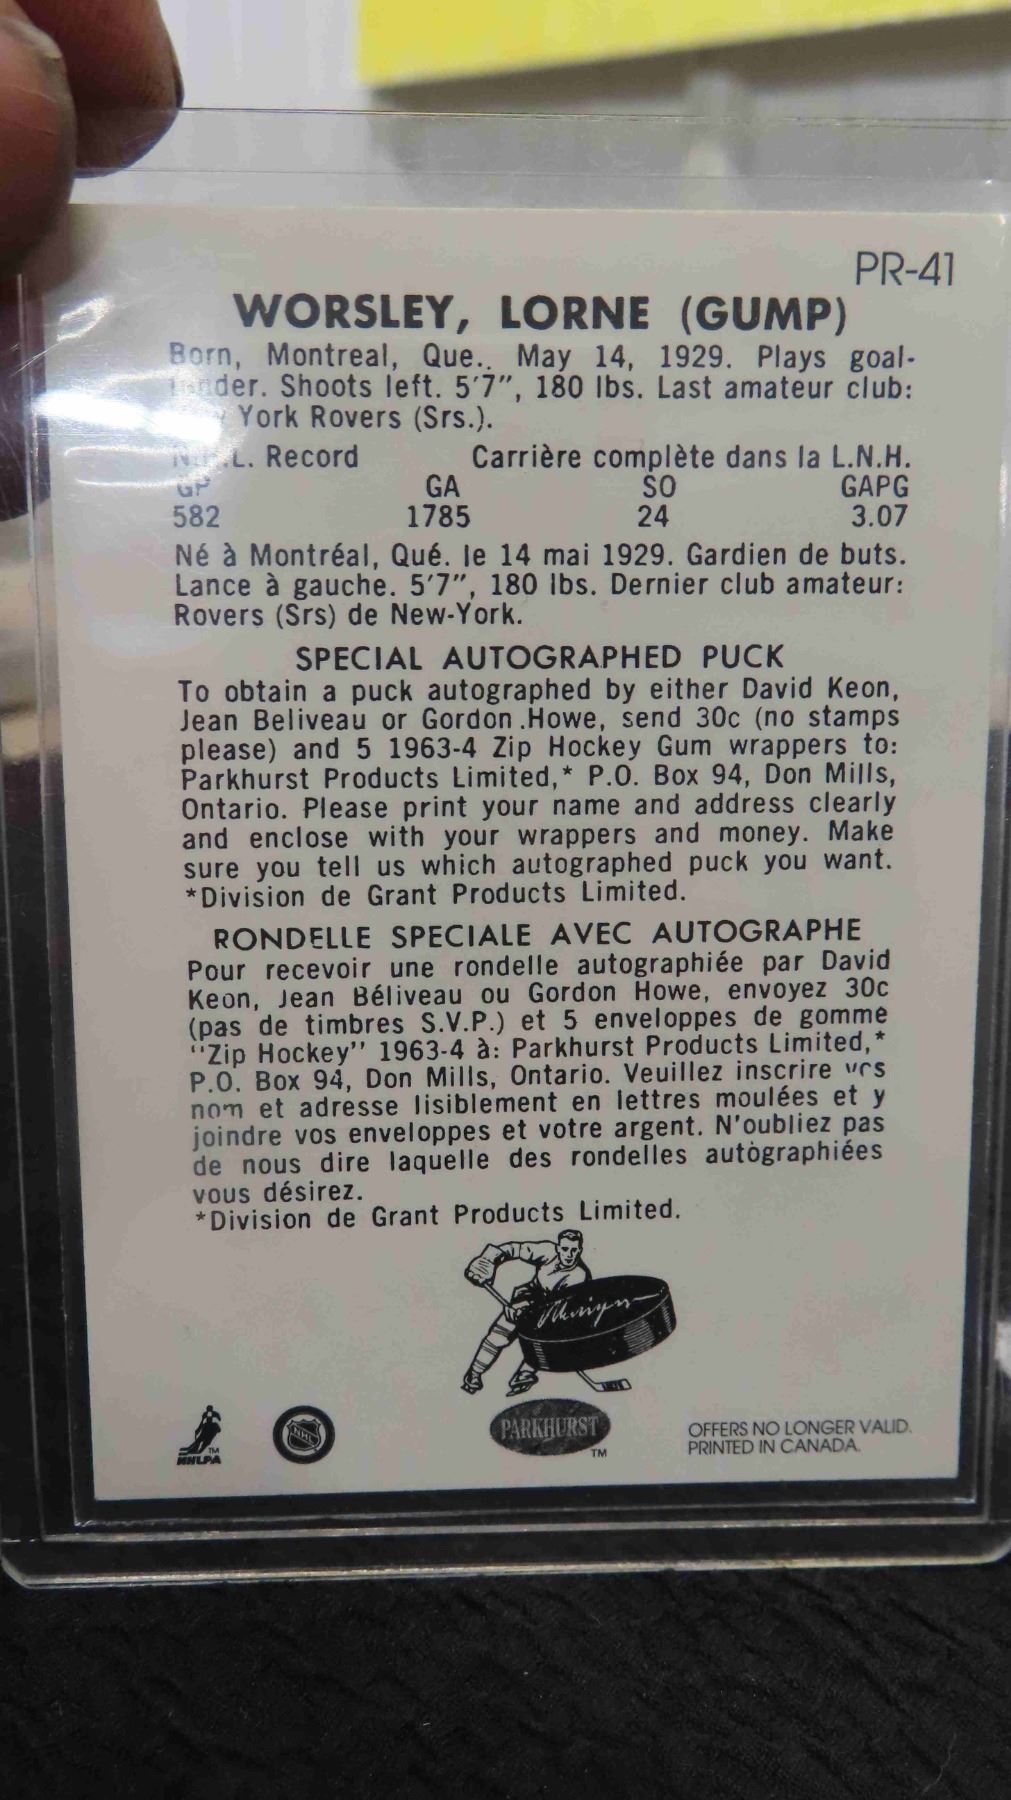 PR-41
WORSLEY, LORNE (GUMP)
Born, Montreal, Que., May 14, 1929. Plays goal-
der. Shoots left. 5'7", 180 lbs. Last amateur club:
York Rovers (Srs.).
N.H.L. Record Carrière complète dans la L.N.H.
GP GA SO GAPG
582 1785 24 3.07
Né à Montréal, Qué. le 14 mai 1929. Gardien de buts.
Lance à gauche. 5'7", 180 lbs. Dernier club amateur:
Rovers (Srs) de New-York.
SPECIAL AUTOGRAPHED PUCK
To obtain a puck autographed by either David Keon,
Jean Beliveau or Gordon .Howe, send 30c (no stamps
please) and 5 1963-4 Zip Hockey Gum wrappers to:
Parkhurst Products Limited,* P.O. Box 94, Don Mills,
Ontario. Please print your name and address clearly
and enclose with your wrappers and money. Make
sure you tell us which autographed puck you want.
*Division de Grant Products Limited.
RONDELLE SPECIALE AVEC AUTOGRAPHE
Pour recevoir une rondelle autographiée par David
Keon, Jean Béliveau ou Gordon Howe, envoyez 30c
(pas de timbres S.V.P.) et 5 enveloppes de gomme
"Zip Hockey" 1963-4 à: Parkhurst Products Limited,*
P.O. Box 94, Don Mills, Ontario. Veuillez inscrire vos
nom et adresse lisiblement en lettres moulées et y
joindre vos enveloppes et votre argent. N'oubliez pas
de nous dire laquelle des rondelles autographiées
vous désirez.
*Division de Grant Products Limited.
TM
NHLPA
NHL
PARKHURST
TM
OFFERS NO LONGER VALID.
PRINTED IN CANADA.